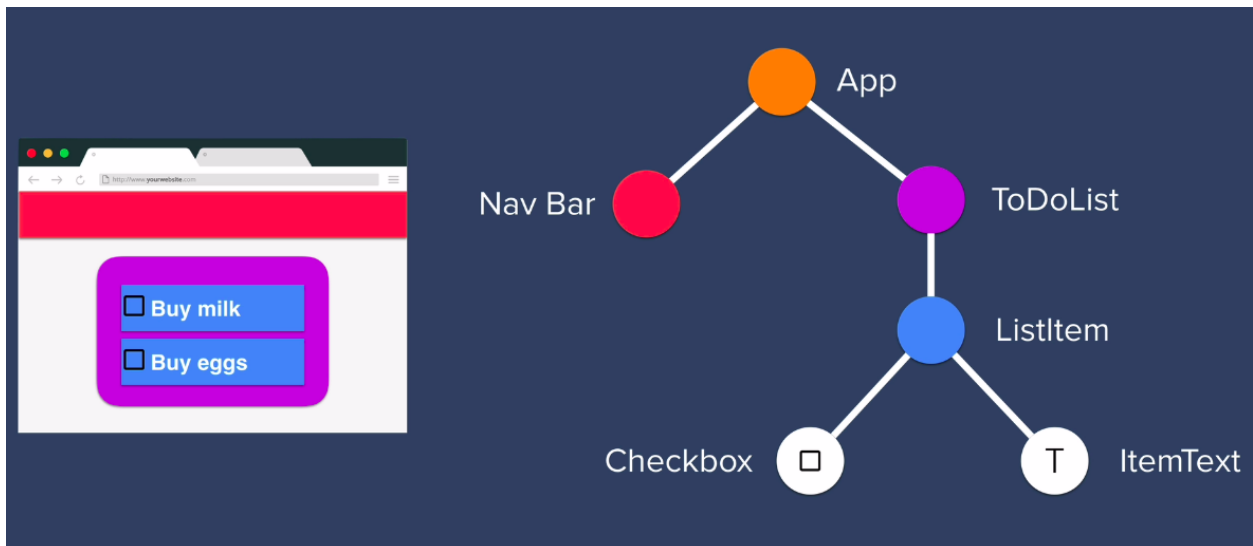 App
Nav Bar
ToDoList
http://www.yourwebsite.com
Buy milk
Buy eggs
ListItem
Checkbox
T
ItemText